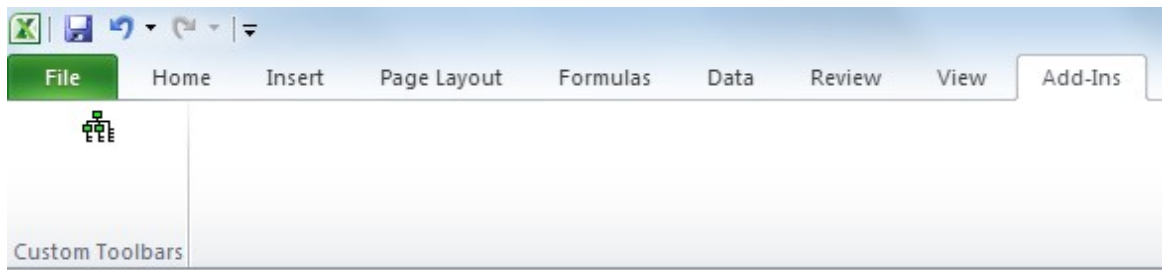 File Home Insert Page Layout Formulas Data Review View Add-Ins
Custom Toolbars